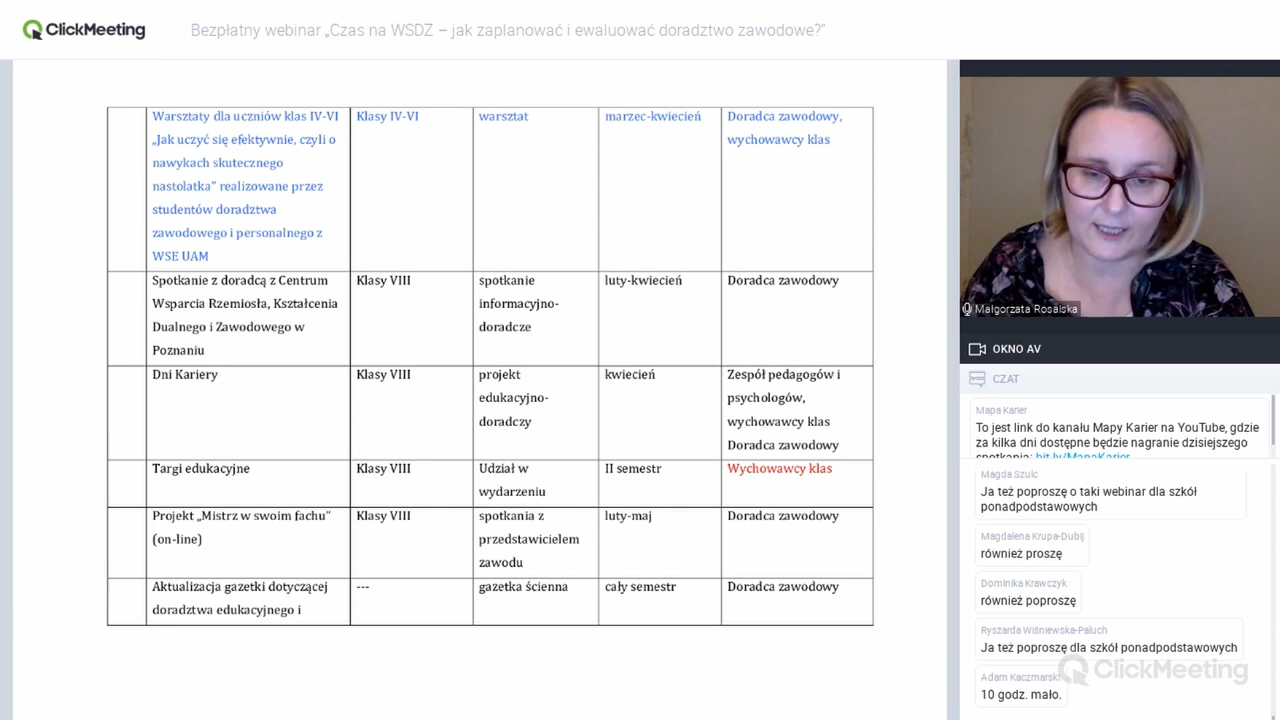 ClickMeeting
Bezpłatny webinar „Czas na WSDZ – jak zaplanować i ewaluować doradztwo zawodowe?”
Warsztaty dla uczniów klas IV-VI
„Jak uczyć się efektywnie, czyli o
nawykach skutecznego
nastolatka” realizowane przez
studentów doradztwa
zawodowego i personalnego z
WSE UAM
Klasy IV-VI
warsztat
marzec-kwiecień
Doradca zawodowy,
wychowawcy klas
Spotkanie z doradcą z Centrum
Wsparcia Rzemiosła, Kształcenia
Dualnego i Zawodowego w
Poznaniu
Klasy VIII
spotkanie
informacyjno-
doradcze
luty-kwiecień
Doradca zawodowy
Dni Kariery
Klasy VIII
projekt
edukacyjno-
doradczy
kwiecień
Zespół pedagogów i
psychologów,
wychowawcy klas
Doradca zawodowy
Targi edukacyjne
Klasy VIII
Udział w
wydarzeniu
II semestr
Wychowawcy klas
Projekt „Mistrz w swoim fachu”
(on-line)
Klasy VIII
spotkania z
przedstawicielem
zawodu
luty-maj
Doradca zawodowy
Aktualizacja gazetki dotyczącej
doradztwa edukacyjnego i
---
gazetka ścienna
cały semestr
Doradca zawodowy
Małgorzata Rosalska
OKNO AV
CZAT
Mapa Karier
To jest link do kanału Mapy Karier na YouTube, gdzie
za kilka dni dostępne będzie nagranie dzisiejszego
spotkania: bit.ly/MapaKarier
Magda Szulc
Ja też poproszę o taki webinar dla szkół
ponadpodstawowych
Magdalena Krupa-Dubij
również proszę
Dominika Krawczyk
również poproszę
Ryszarda Wiśniewska-Paluch
Ja też poproszę dla szkół ponadpodstawowych
Adam Kaczmarski
10 godz. mało.
ClickMeeting